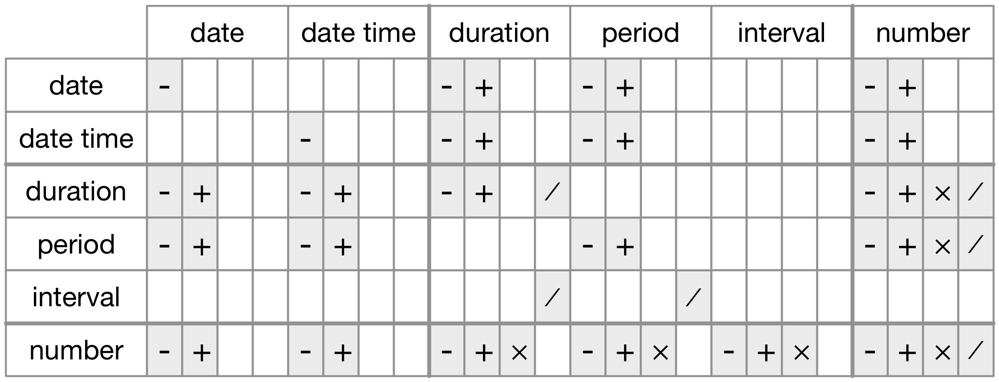 date date time duration period interval number
date - - + - + - +
date time - - + - + - +
duration - + - + - + / - + × /
period - + - + - + - + × /
interval / /
number - + - + - + × - + × - + × - + × /